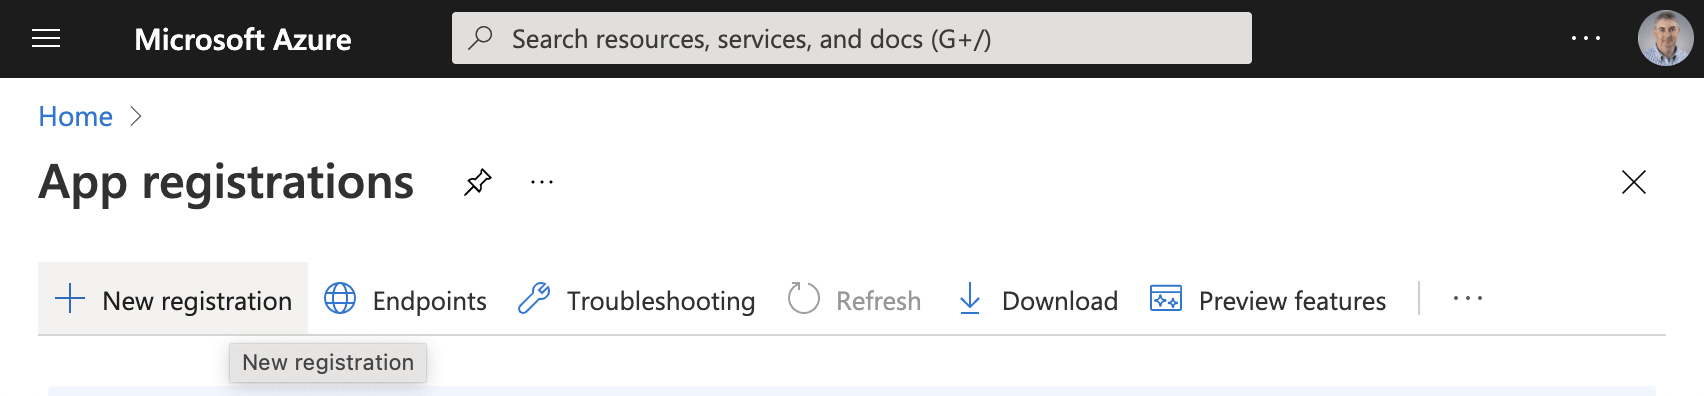 Microsoft Azure
Search resources, services, and docs (G+/)
Home
App registrations
New registration Endpoints Troubleshooting Refresh Download Preview features
New registration